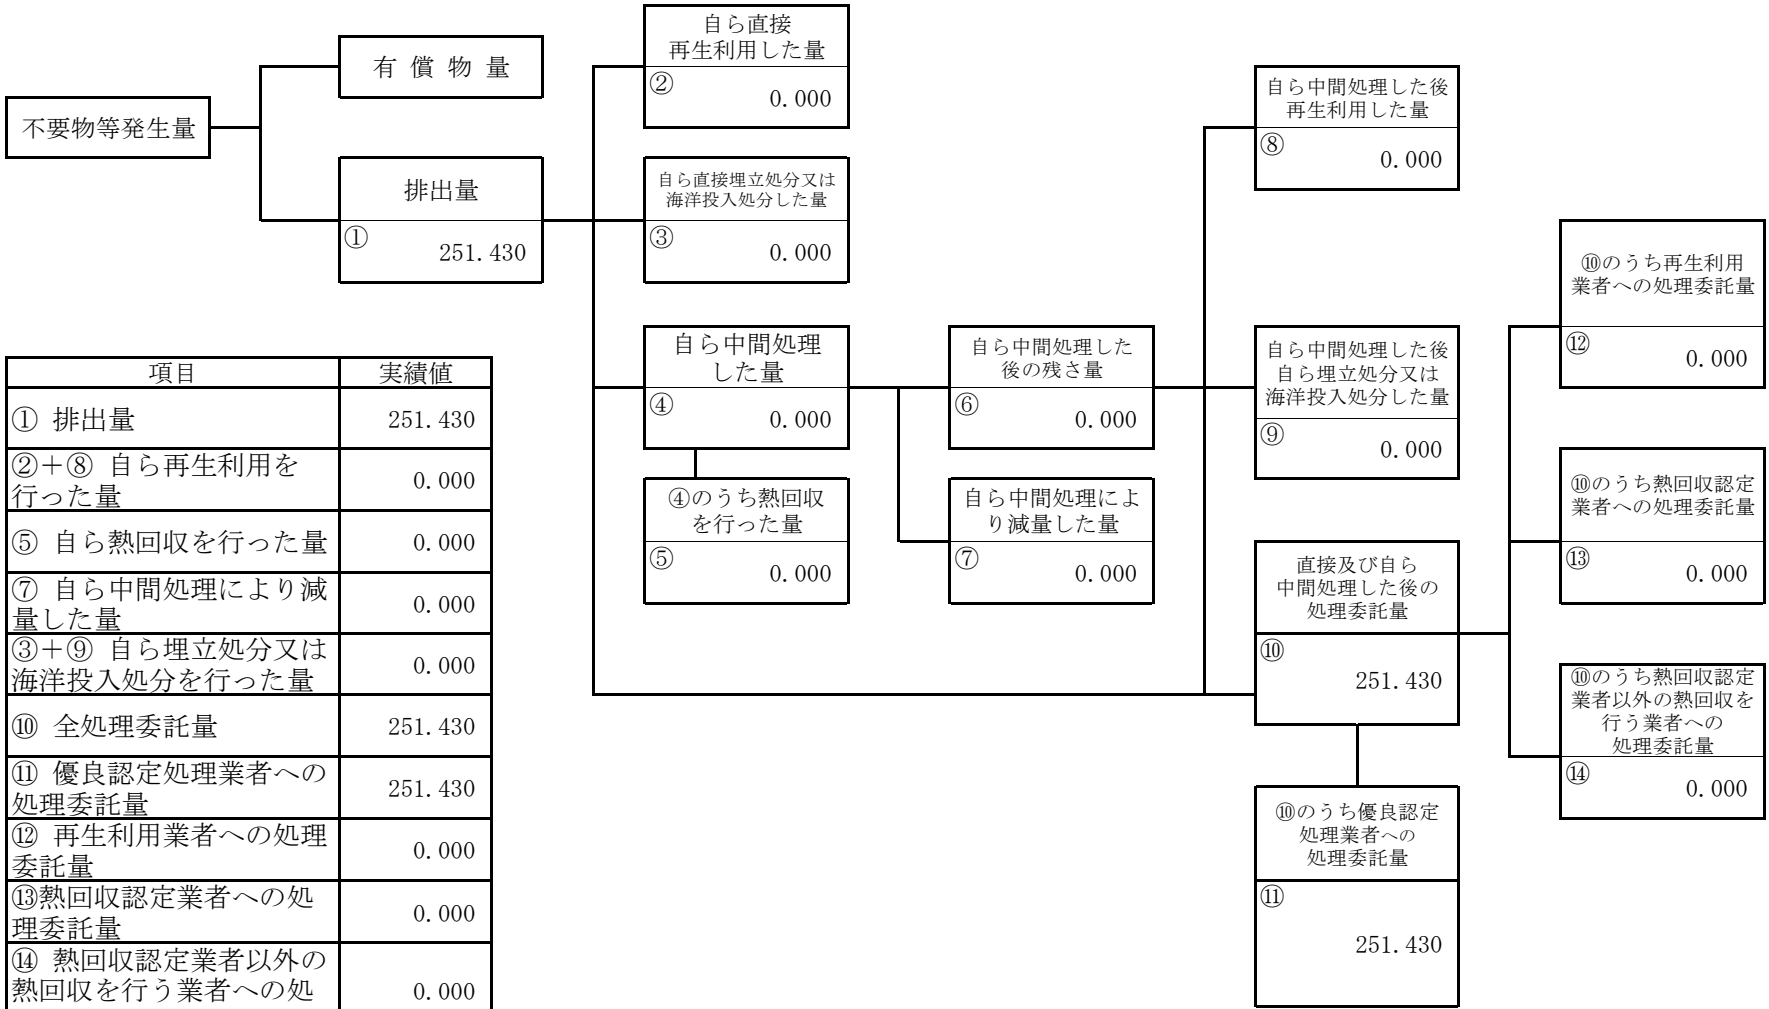 不要物等発生量
有 償 物 量
排出量
①
251.430
自ら直接
再生利用した量
②
0.000
自ら直接埋立処分又は
海洋投入処分した量
③
0.000
自ら中間処理
した量
④
0.000
④のうち熱回収
を行った量
⑤
0.000
自ら中間処理した
後の残さ量
⑥
0.000
自ら中間処理によ
り減量した量
⑦
0.000
自ら中間処理した後
再生利用した量
⑧
0.000
自ら中間処理した後
自ら埋立処分又は
海洋投入処分した量
⑨
0.000
直接及び自ら
中間処理した後の
処理委託量
⑩
251.430
⑩のうち優良認定
処理業者への
処理委託量
⑪
251.430
⑩のうち再生利用
業者への処理委託量
⑫
0.000
⑩のうち熱回収認定
業者への処理委託量
⑬
0.000
⑩のうち熱回収認定
業者以外の熱回収を
行う業者への
処理委託量
⑭
0.000
項目 実績値
① 排出量 251.430
②+⑧ 自ら再生利用を
行った量 0.000
⑤ 自ら熱回収を行った量 0.000
⑦ 自ら中間処理により減
量した量 0.000
③+⑨ 自ら埋立処分又は
海洋投入処分を行った量 0.000
⑩ 全処理委託量 251.430
⑪ 優良認定処理業者への
処理委託量 251.430
⑫ 再生利用業者への処理
委託量 0.000
⑬熱回収認定業者への処
理委託量 0.000
⑭ 熱回収認定業者以外の
熱回収を行う業者への処 0.000